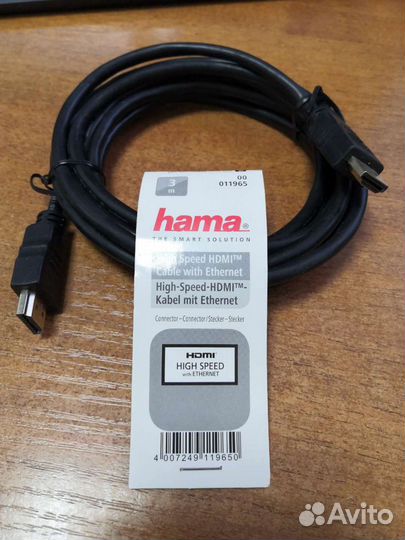 3
m
00
011965
hama
THE SMART SOLUTION
High Speed HDMI™
Cable with Ethernet
High-Speed-HDMI™-
Kabel mit Ethernet
Connector – Connector/Stecker – Stecker
HDMI
HIGH SPEED
with ETHERNET
4 007249 119650
Avito